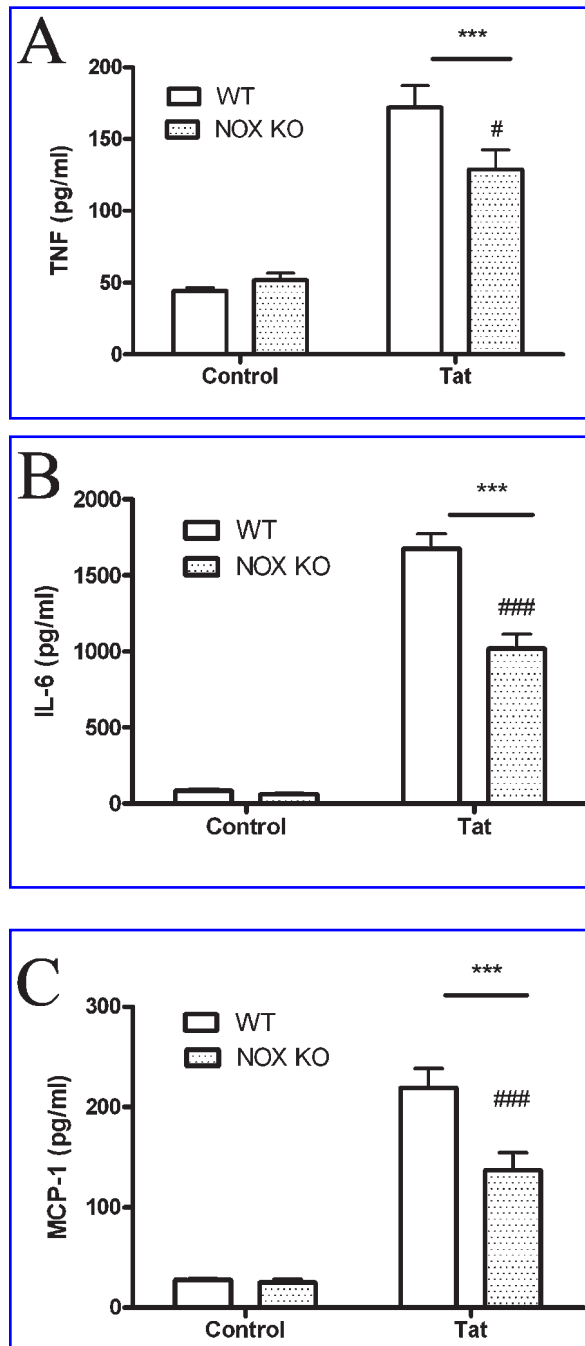 A
***
200
WT
150
NOX KO
#
100
TNF (pg/ml)
50
0
Control Tat
B
***
2000
WT
NOX KO
1500
###
1000
IL-6 (pg/ml)
500
0
Control Tat
C
***
300
WT
NOX KO
200
###
MCP-1 (pg/ml)
100
0
Control Tat